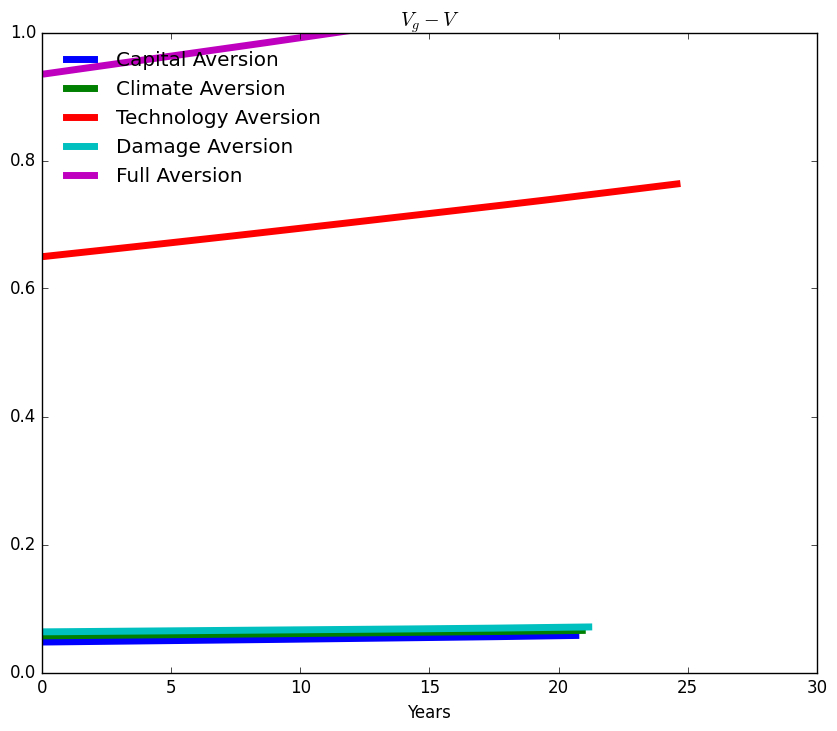 V_g − V
1.0
0.8
0.6
0.4
0.2
0.0
Capital Aversion
Climate Aversion
Technology Aversion
Damage Aversion
Full Aversion
0 5 10 15 20 25 30
Years